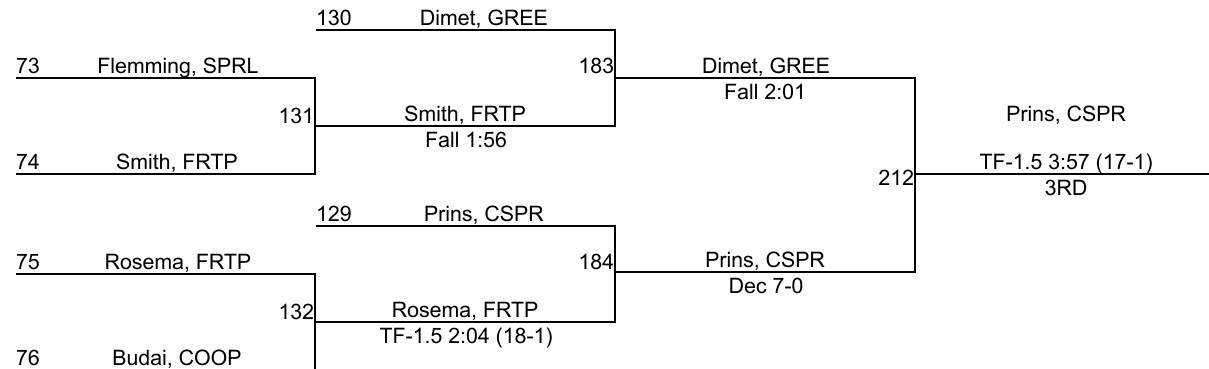 130 Dimet, GREE
73 Flemming, SPRL
183 Dimet, GREE
Fall 2:01
131 Smith, FRTP
Fall 1:56
Prins, CSPR
74 Smith, FRTP
TF-1.5 3:57 (17-1)
212
3RD
129 Prins, CSPR
75 Rosema, FRTP
184 Prins, CSPR
Dec 7-0
132 Rosema, FRTP
TF-1.5 2:04 (18-1)
76 Budai, COOP